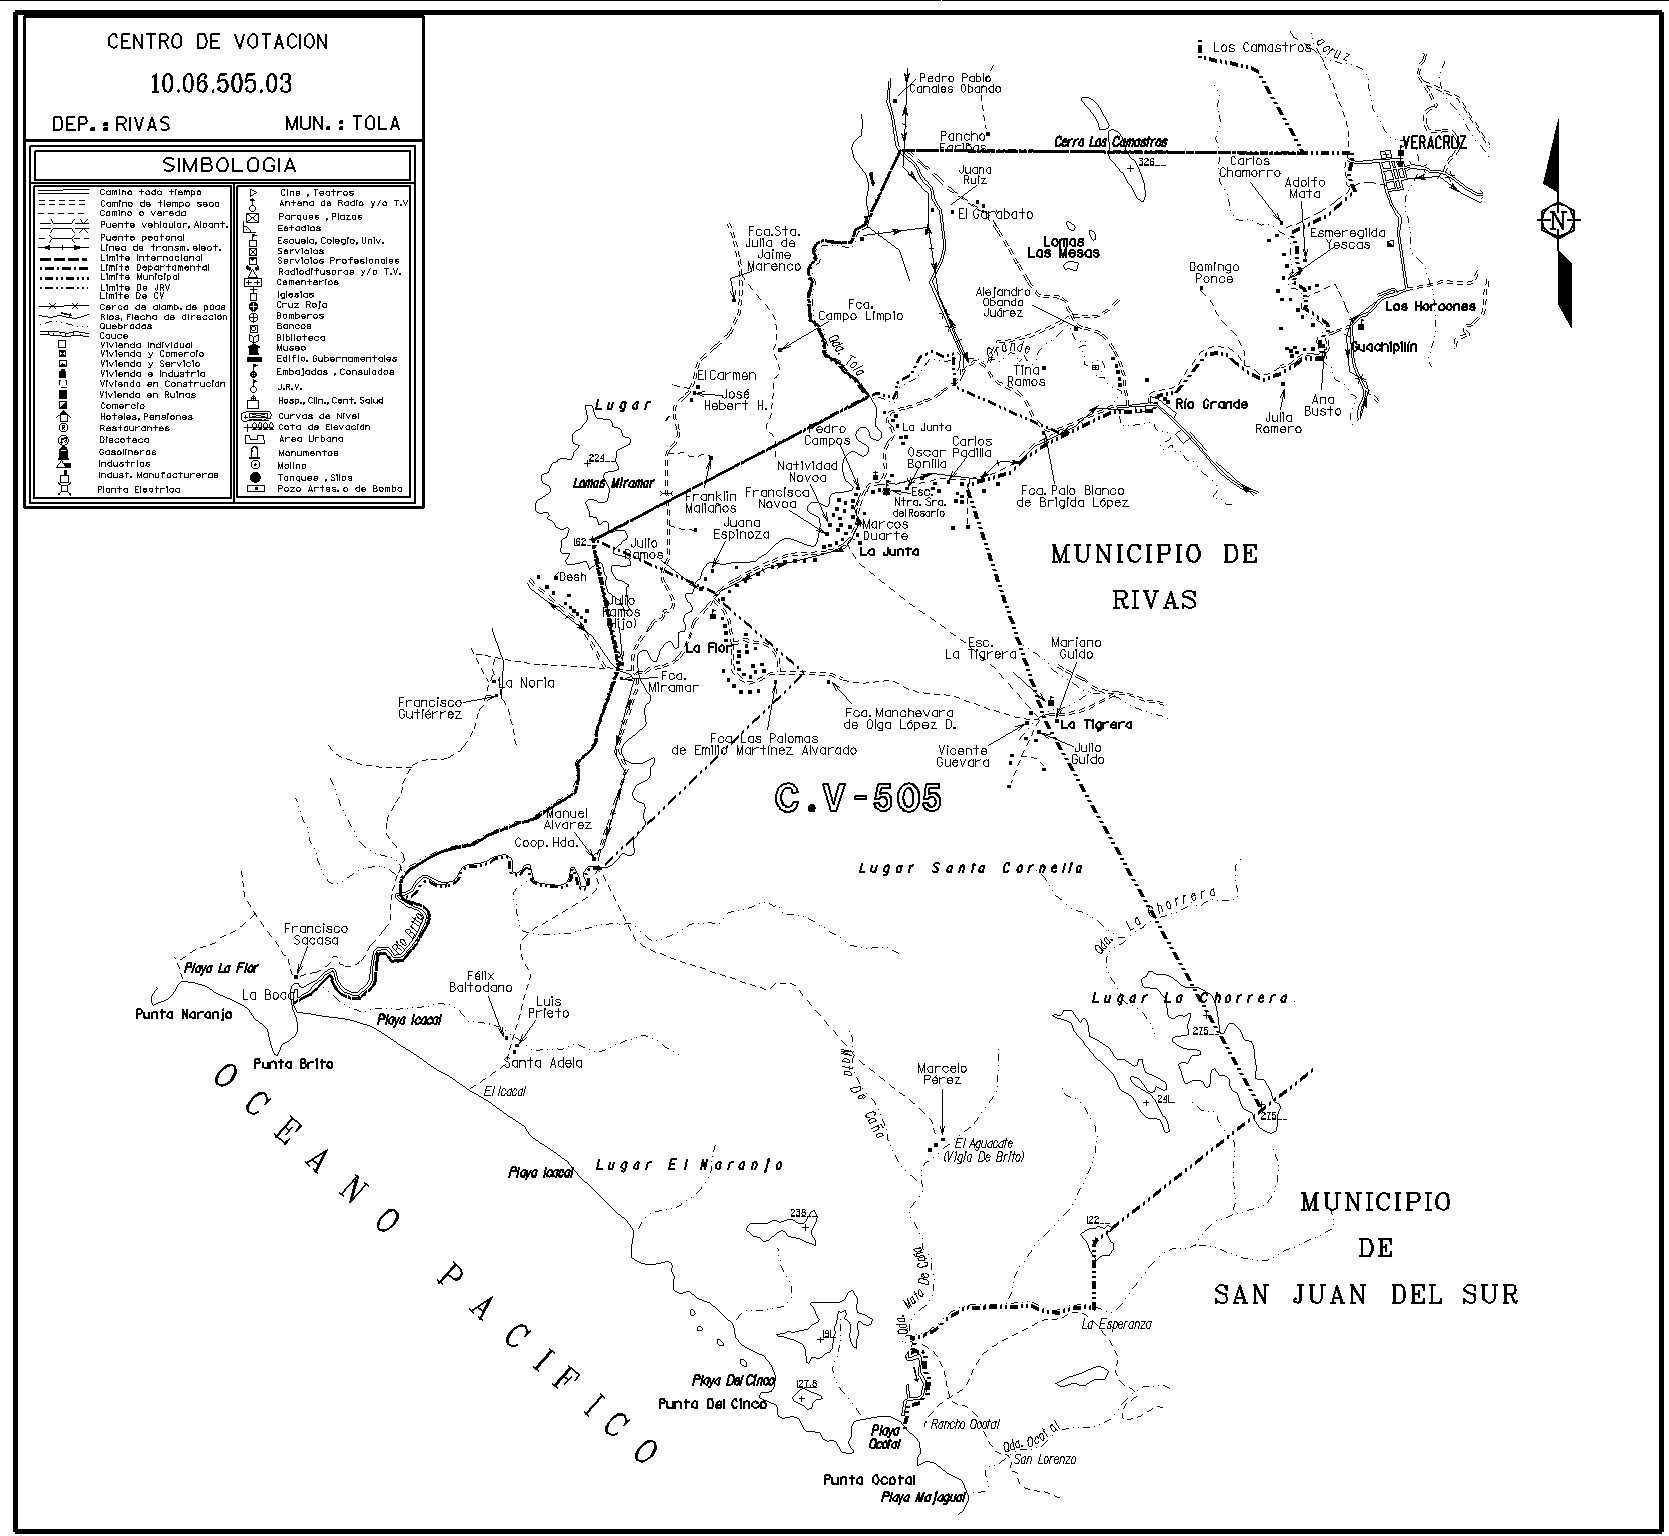 CENTRO DE VOTACION
10.06.505.03
DEP.: RIVAS MUN.: TOLA
SIMBOLOGIA
Camino todo tiempo
Camino de tiempo seco
Camino o vereda
Puente vehicular, Alcant.
Puente peatonal
Linea de transm. elect.
Limite Internacional
Limite Departamental
Limite Municipal
Limite De JRV
Limite De CV
Cerca de alamb. de puas
Rios, Flecha de dirección
Quebradas
Cauce
Vivienda Individual
Vivienda y Comercio
Vivienda y Servicio
Vivienda e Industria
Vivienda en Construcion
Vivienda en Ruinas
Comercio
Hoteles, Pensiones
Restaurantes
Discoteca
Gasolineras
Industrias
Indust. Manufactureras
Planta Electrica
Cine, Teatros
Antena de Radio y/o T.V
Parques, Plazas
Estadios
Escuela, Colegio, Univ.
Servicios
Servicios Profesionales
Radiodifusoras y/o T.V.
Cementerios
Iglesias
Cruz Roja
Bomberos
Bancos
Biblioteca
Museo
Edific. Gubernamentales
Embajadas, Consulados
J.R.V.
Hosp., Clin., Cent. Salud
Curvas de Nivel
Cota de Elevación
Area Urbana
Monumentos
Molino
Tanques, Silos
Pozo Artes. o de Bomba
Los Camastros
Pedro Pablo
Canales Obando
Pancho
Fariñas
Cerro Los Camastros
326
VERACRUZ
Carlos
Chamorro
Adolfo
Mata
Juana
Ruiz
El Garabato
Fca. Sta.
Julia de
Jaime
Marenco
Lomas
Las Mesas
Esmeregilda
Yescas
Domingo
Ponce
Alejandro
Obando
Juárez
Los Horcones
Fca.
Campo Limpio
Qda. Tola
Grande
Guachipilín
Tina
Ramos
El Carmen
José
Hebert H.
Río Grande
Ana
Busto
Julia
Romero
Lugar
Pedro
Campos
La Junta
Oscar
Bonilla
Carlos
Padilla
224
Lomas Miramar
Natividad
Novoa
Francisca
Novoa
Franklin
Maliaños
Esc.
Ntra. Sra.
del Rosario
Fca. Palo Blanco
de Brigida López
Juana
Espinoza
Marcos
Duarte
La Junta
162
Julio
Ramos
MUNICIPIO DE
RIVAS
Desh
Julio
Ramos
(Hijo)
La Flor
Esc.
La Tigrera
Mariano
Guido
La Noria
Fca.
Miramar
Francisco
Gutiérrez
Fca. Manchevara
de Olga López D.
La Tigrera
Fca. Las Palomas
de Emilio Martínez Alvarado
Vicente
Guevara
Julio
Guido
C.V-505
Manuel
Alvarez
Coop. Hda.
Lugar Santa Cornelia
Qda. La Chorrera
Río Brito
Francisco
Sacasa
Playa La Flor
La Boca
Félix
Baltodano
Luis
Prieto
Lugar La Chorrera
Punta Naranjo
Playa Icacal
275
Punta Brito
Santa Adela
El Icacal
Mata De Caña
Marcelo
Pérez
241
275
El Aguacate
(Vigía De Brito)
Playa Icacal
Lugar El Naranjo
OCEANO PACIFICO
238
122
MUNICIPIO
DE
SAN JUAN DEL SUR
Qda. Mata De Caña
La Esperanza
191
Playa Del Cinco
127.8
Punta Del Cinco
Playa
Ocotal
Rancho Ocotal
Qda. Ocotal
San Lorenzo
Punta Ocotal
Playa Majagual
N